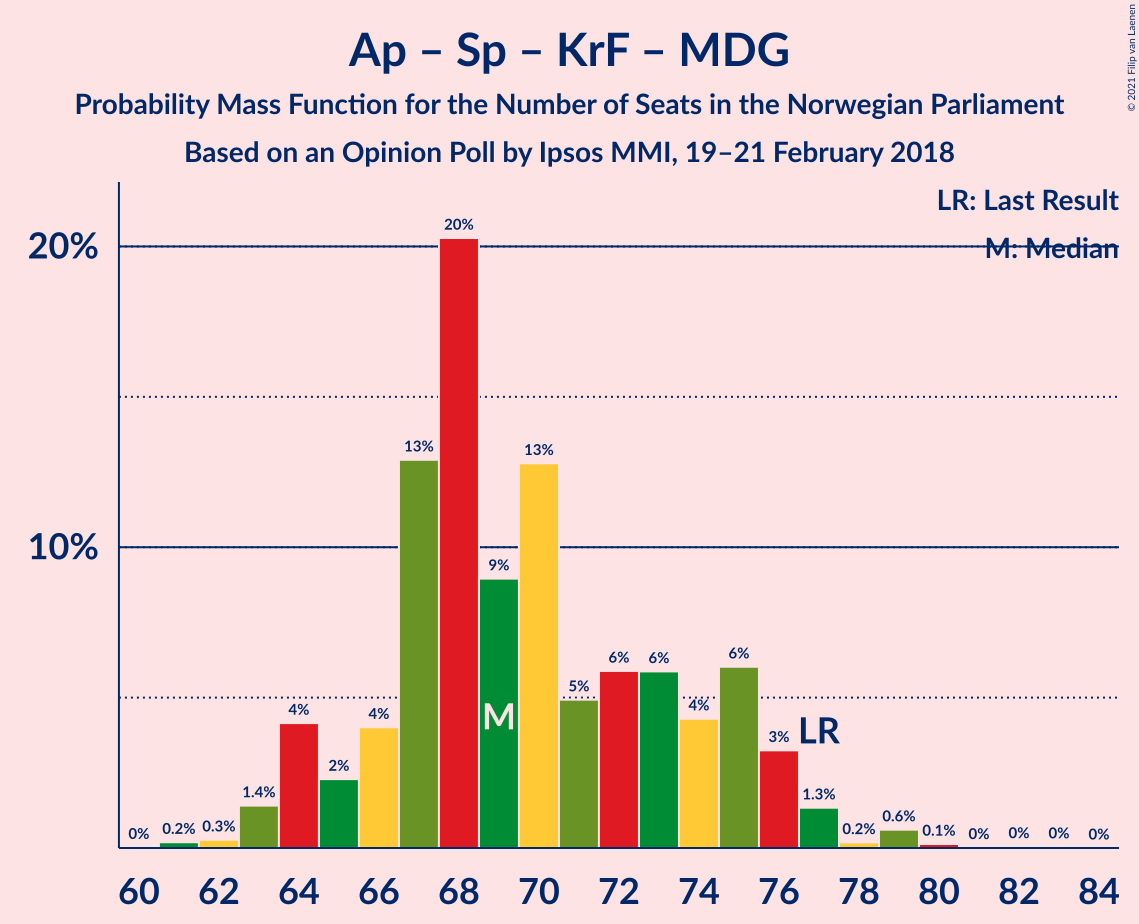 Ap – Sp – KrF – MDG
Probability Mass Function for the Number of Seats in the Norwegian Parliament
Based on an Opinion Poll by Ipsos MMI, 19–21 February 2018
© 2021 Filip van Laenen
LR: Last Result
M: Median
20%
10%
0% 0.2% 0.3% 1.4% 4% 2% 4% 13% 20% 9% 13% 5% 6% 6% 4% 6% 3% 1.3% 0.2% 0.6% 0.1% 0% 0% 0% 0%
M
LR
60 62 64 66 68 70 72 74 76 78 80 82 84